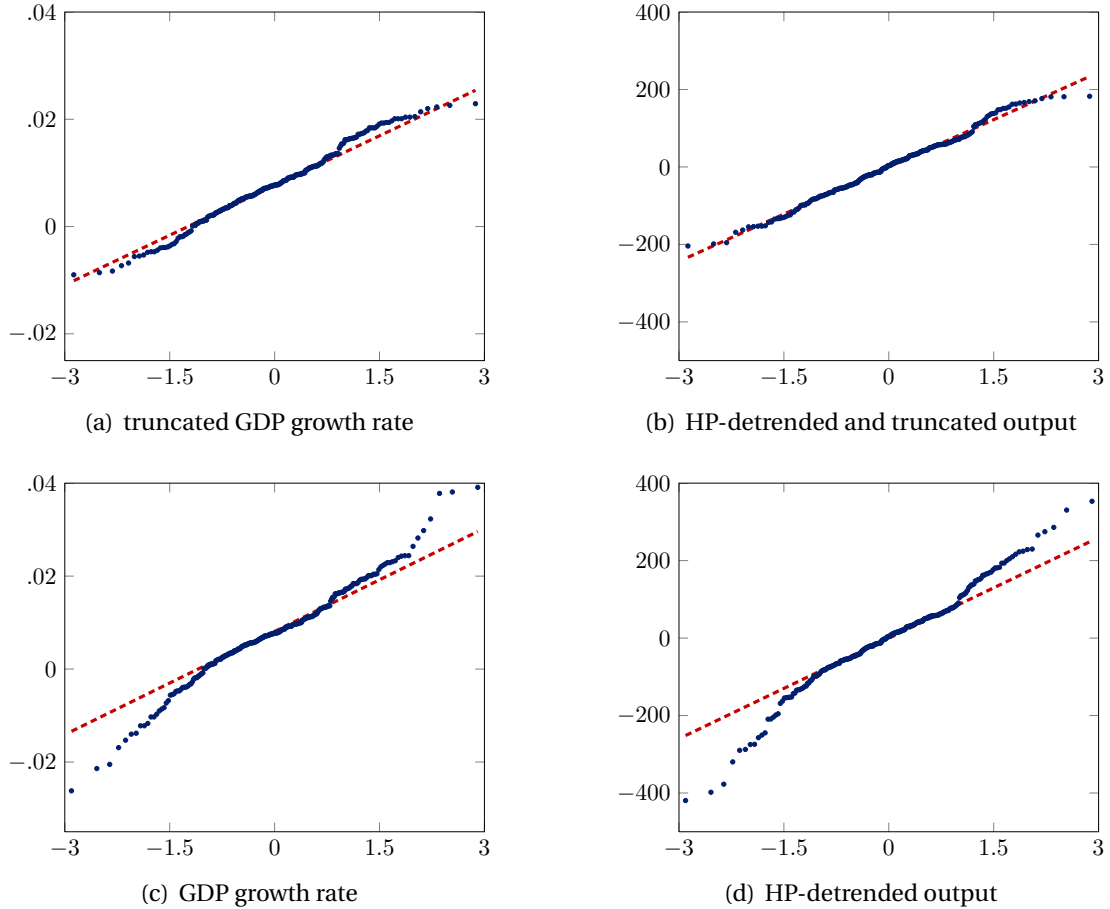 .04
.02
0
−.02
−3 −1.5 0 1.5 3
(a) truncated GDP growth rate
400
200
0
−200
−400
−3 −1.5 0 1.5 3
(b) HP-detrended and truncated output
.04
.02
0
−.02
−3 −1.5 0 1.5 3
(c) GDP growth rate
400
200
0
−200
−400
−3 −1.5 0 1.5 3
(d) HP-detrended output